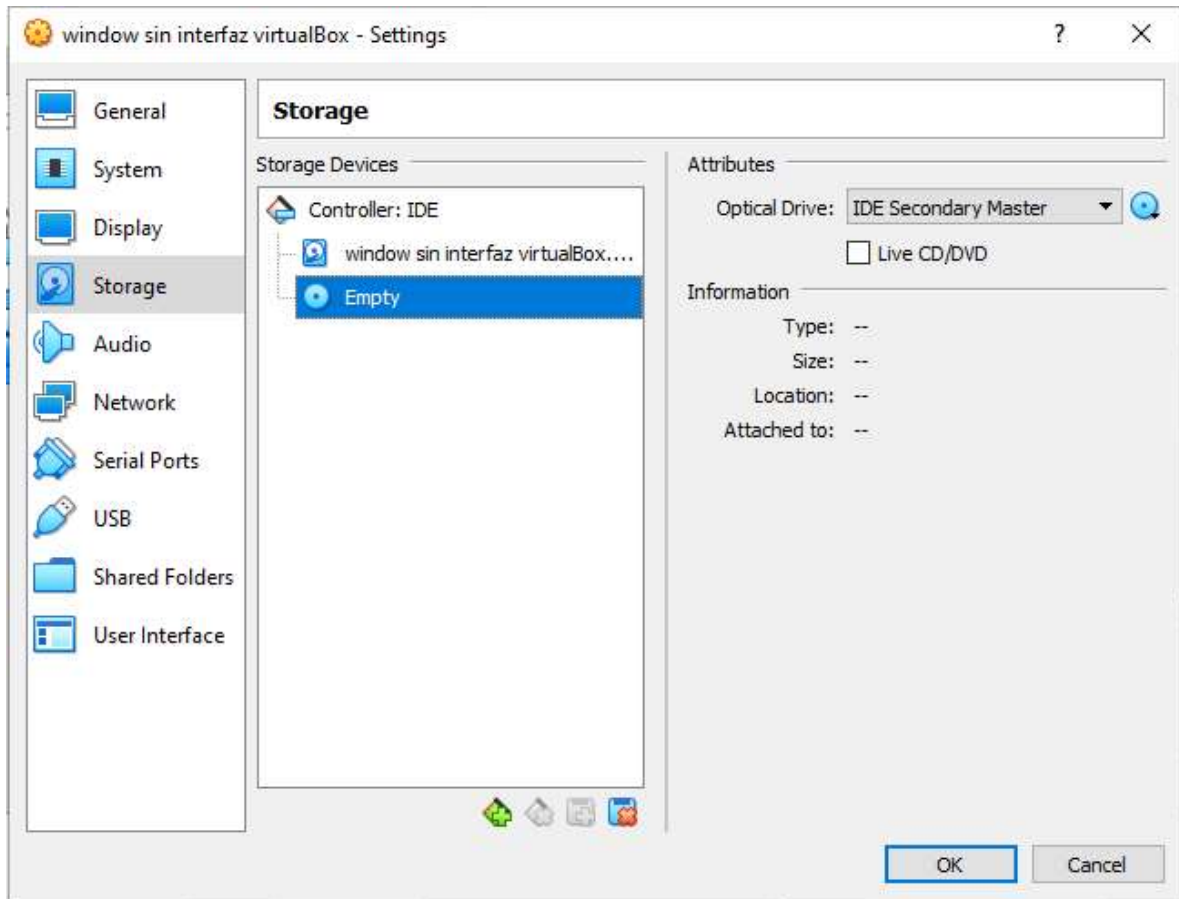 window sin interfaz virtualBox - Settings
?
General
System
Display
Storage
Audio
Network
Serial Ports
USB
Shared Folders
User Interface
Storage
Storage Devices
Controller: IDE
window sin interfaz virtualBox....
Empty
Attributes
Optical Drive: IDE Secondary Master
Live CD/DVD
Information
Type: --
Size: --
Location: --
Attached to: --
OK
Cancel